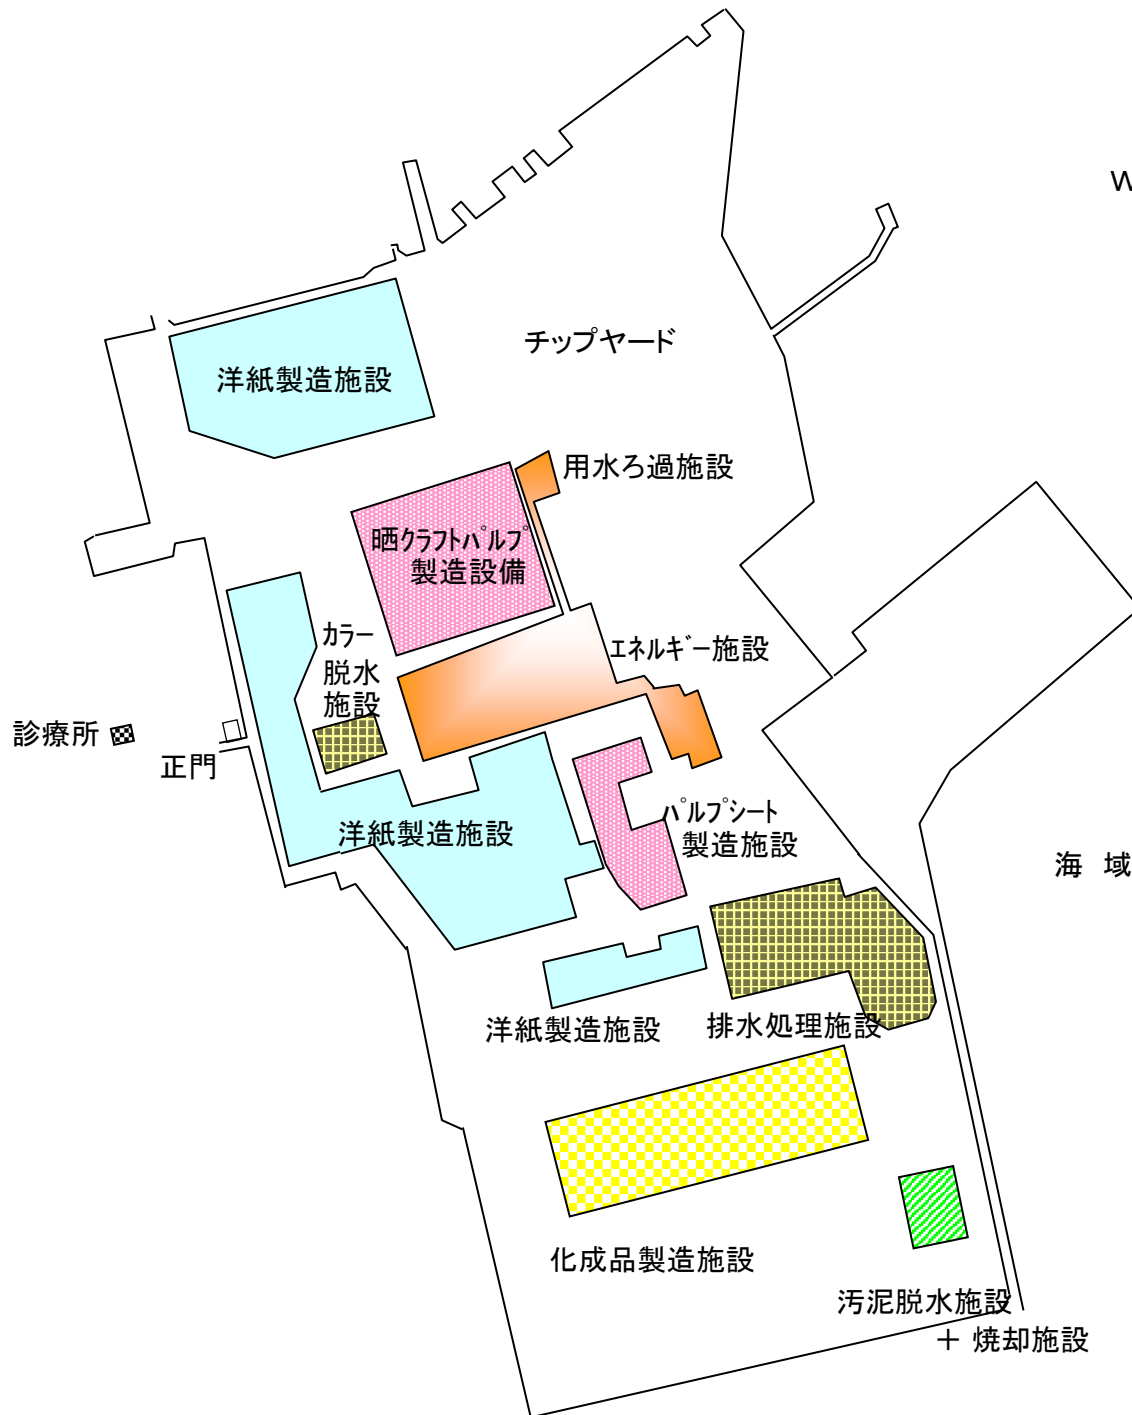 W
チップヤード
洋紙製造施設
用水ろ過施設
晒クラフトパルプ
製造設備
カラー
脱水
施設
エネルギー施設
診療所
正門
洋紙製造施設
パルプシート
製造施設
海 域
洋紙製造施設
排水処理施設
化成品製造施設
汚泥脱水施設
＋ 焼却施設